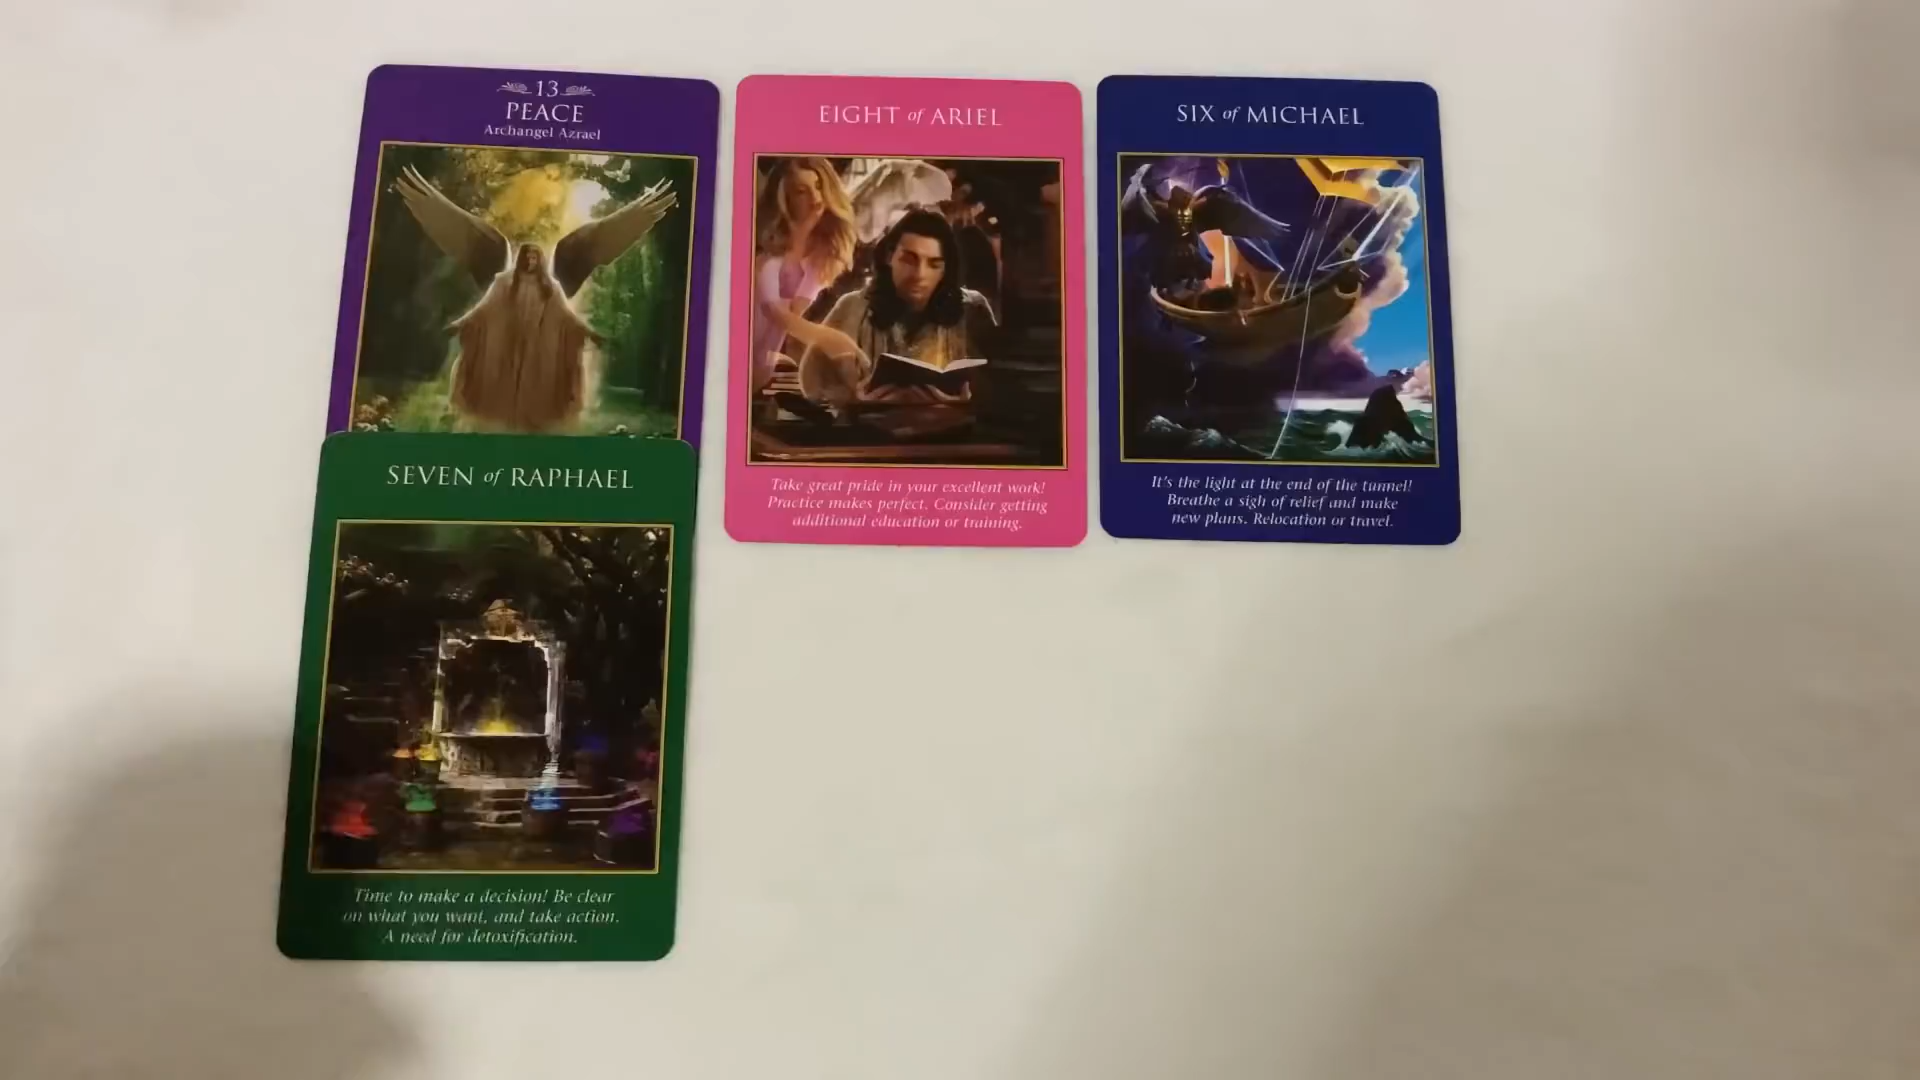 13
PEACE
Archangel Azrael
EIGHT of ARIEL
Take great pride in your excellent work!
Practice makes perfect. Consider getting
additional education or training.
SIX of MICHAEL
It's the light at the end of the tunnel!
Breathe a sigh of relief and make
new plans. Relocation or travel.
SEVEN of RAPHAEL
Time to make a decision! Be clear
on what you want, and take action.
A need for detoxification.